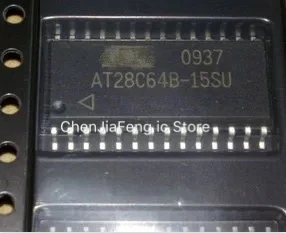 0937
AT28C64B-15SU
ChenJiaFeng ic Store